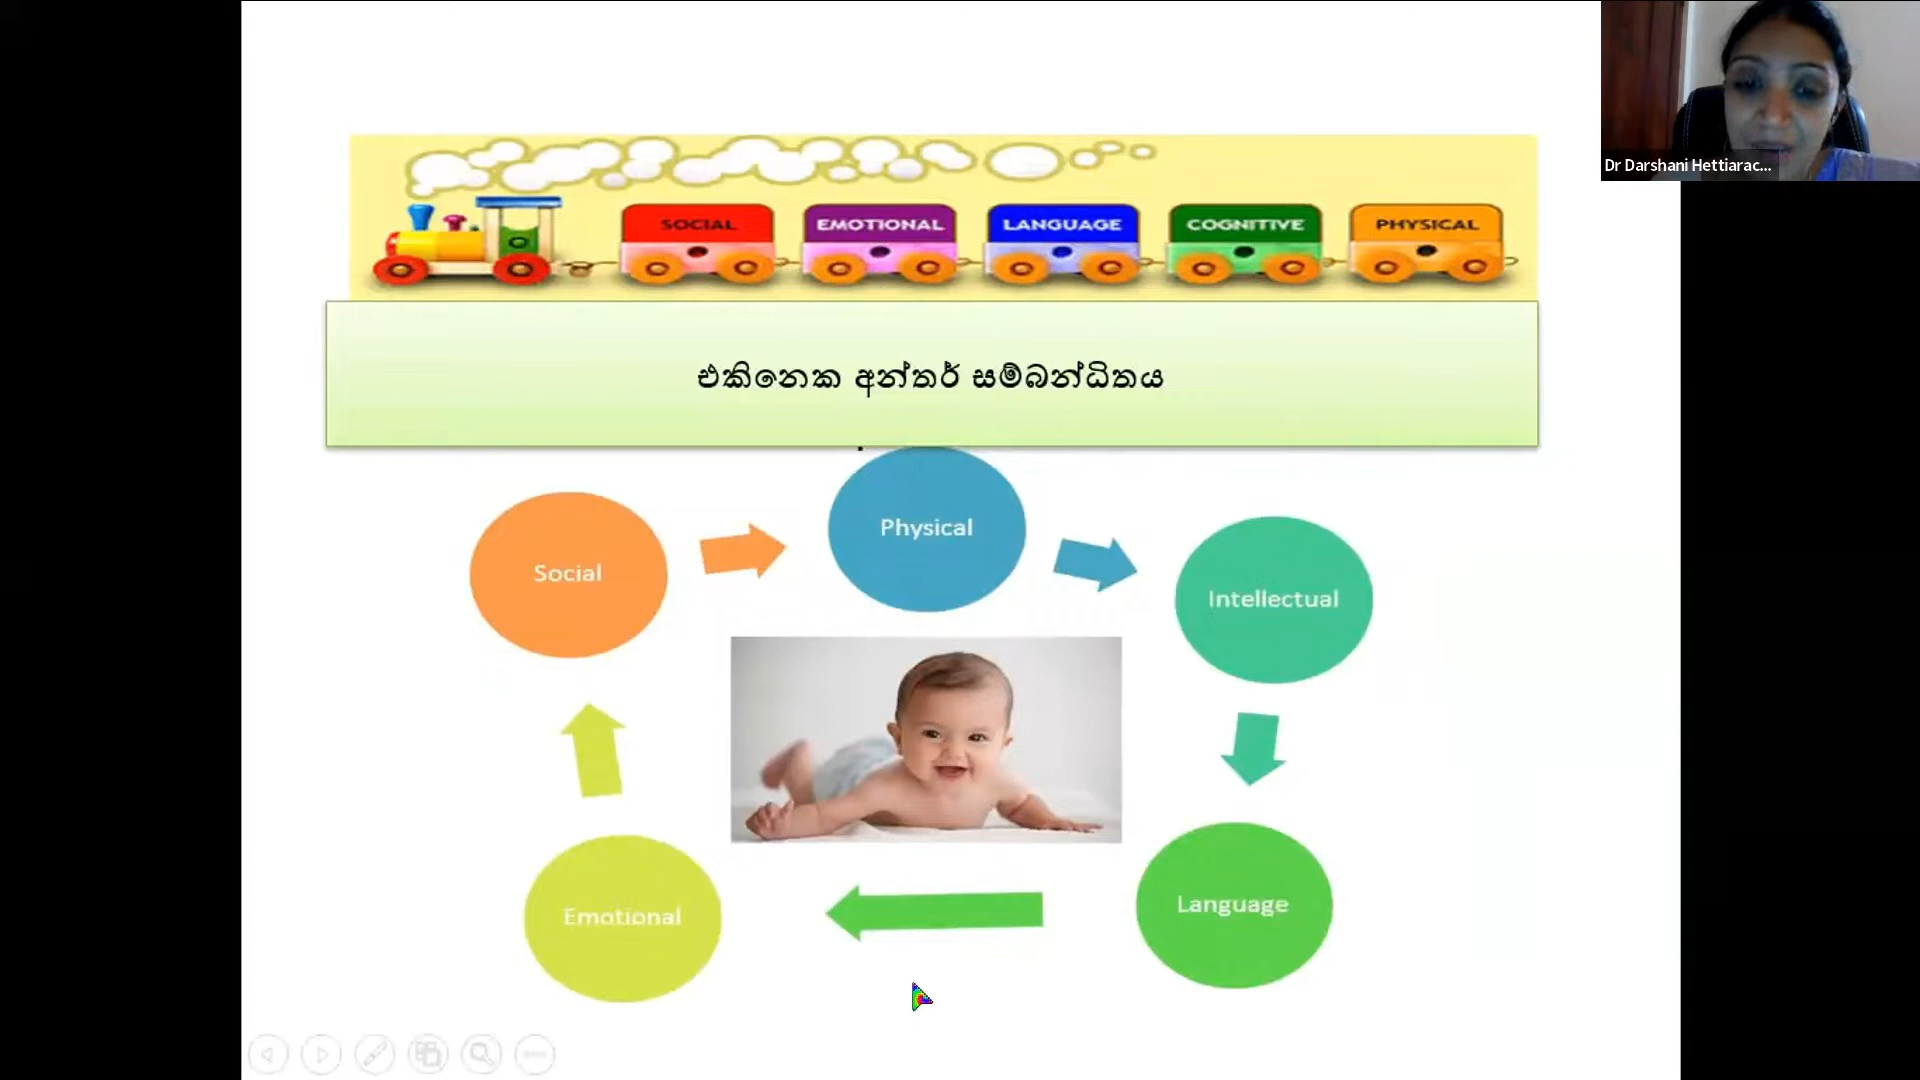 Dr Darshani Hettiarac...
SOCIAL
EMOTIONAL
LANGUAGE
COGNITIVE
PHYSICAL
එකිනෙක අන්තර් සම්බන්ධිතය
Physical
Social
Intellectual
Emotional
Language